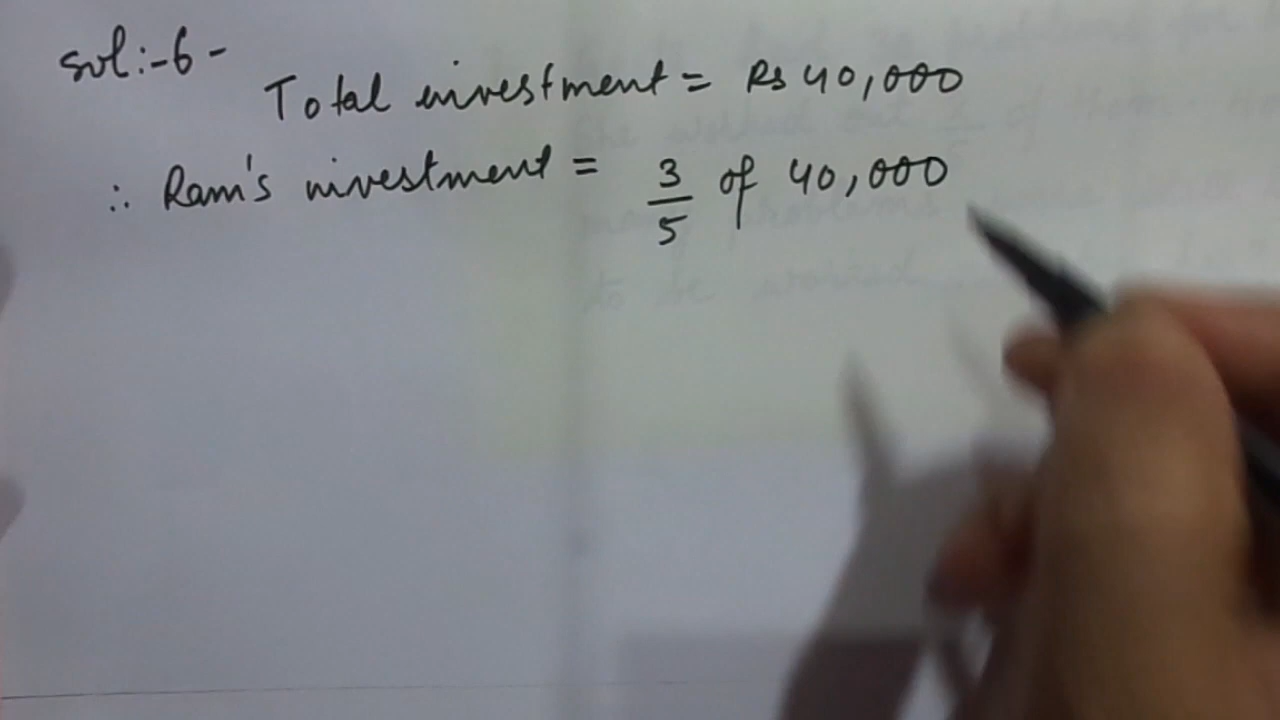 Sol:-6-
Total investment = Rs 40,000
∴ Ram's investment = 3/5 of 40,000